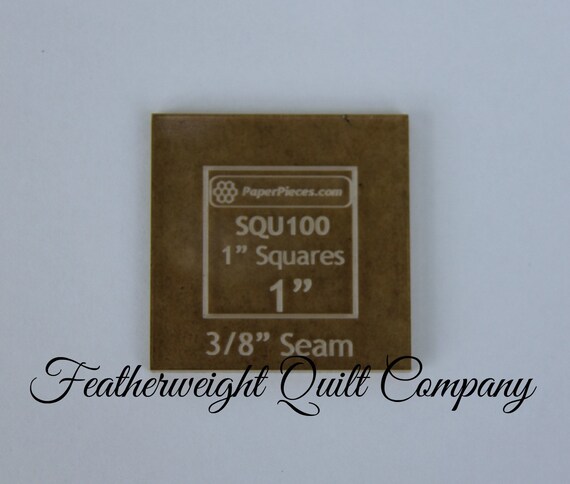 PaperPieces.com
SQU100
1” Squares
1”
3/8” Seam
Featherweight Quilt Company